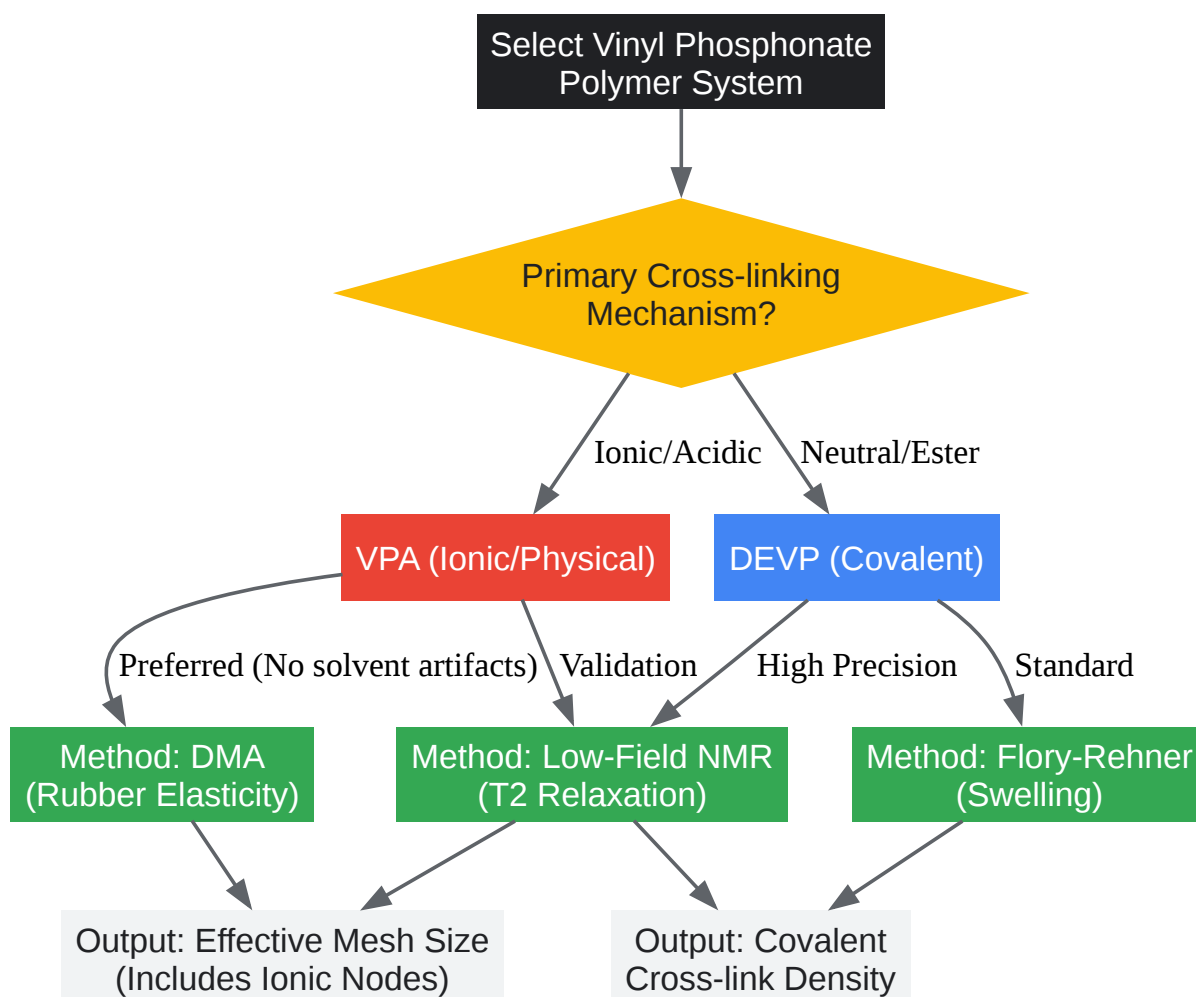 Select Vinyl Phosphonate
Polymer System
Primary Cross-linking
Mechanism?
Ionic/Acidic
Neutral/Ester
VPA (Ionic/Physical)
DEVP (Covalent)
Preferred (No solvent artifacts)
Validation
High Precision
Standard
Method: DMA
(Rubber Elasticity)
Method: Low-Field NMR
(T2 Relaxation)
Method: Flory-Rehner
(Swelling)
Output: Effective Mesh Size
(Includes Ionic Nodes)
Output: Covalent
Cross-link Density